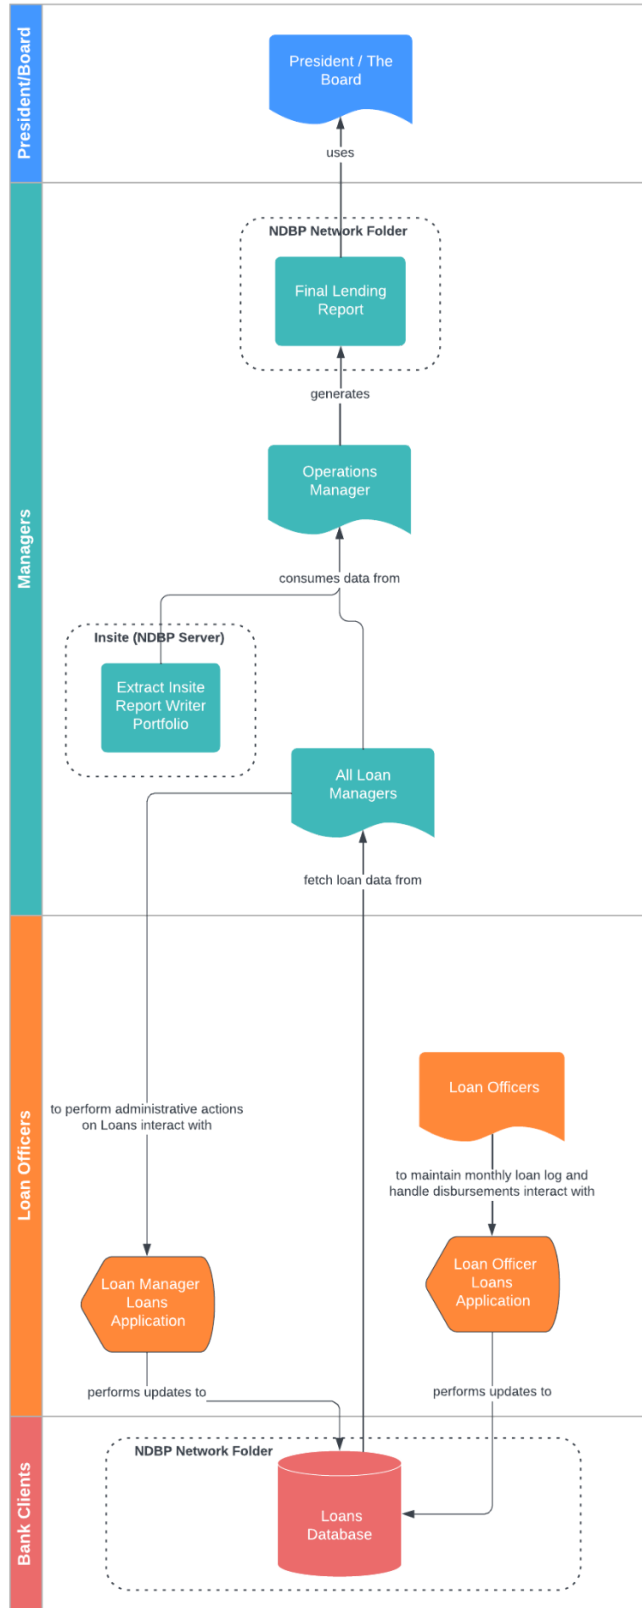 President/Board
President / The
Board
uses
Managers
NDBP Network Folder
Final Lending
Report
generates
Operations
Manager
consumes data from
Insite (NDBP Server)
Extract Insite
Report Writer
Portfolio
All Loan
Managers
fetch loan data from
Loan Officers
Loan Officers
to perform administrative actions
on Loans interact with
to maintain monthly loan log and
handle disbursements interact with
Loan Manager
Loans
Application
Loan Officer
Loans
Application
performs updates to
performs updates to
Bank Clients
NDBP Network Folder
Loans
Database